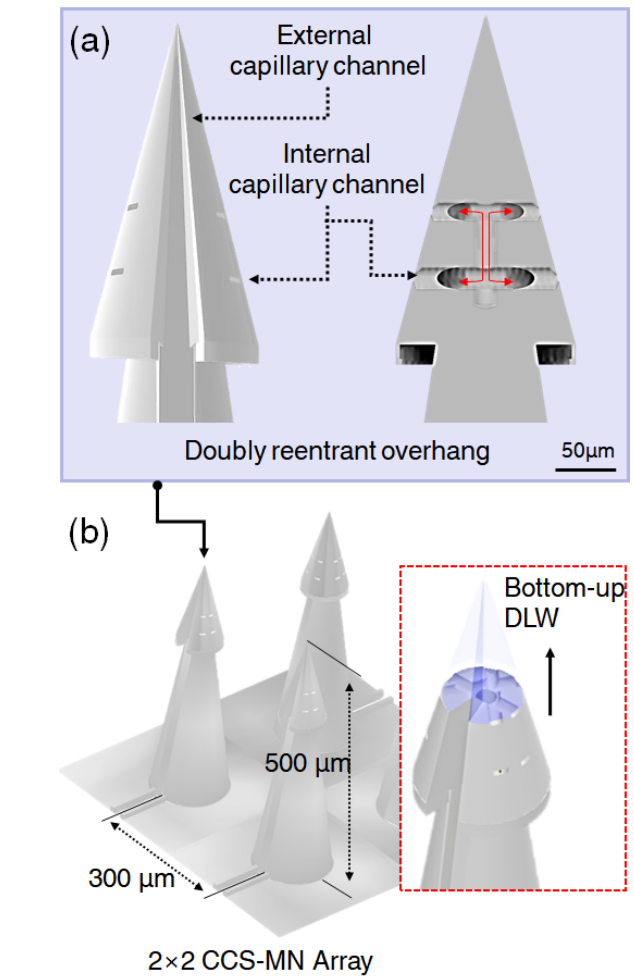 (a)
External
capillary channel
Internal
capillary channel
Doubly reentrant overhang
50μm
(b)
Bottom-up
DLW
500 μm
300 μm
2×2 CCS-MN Array